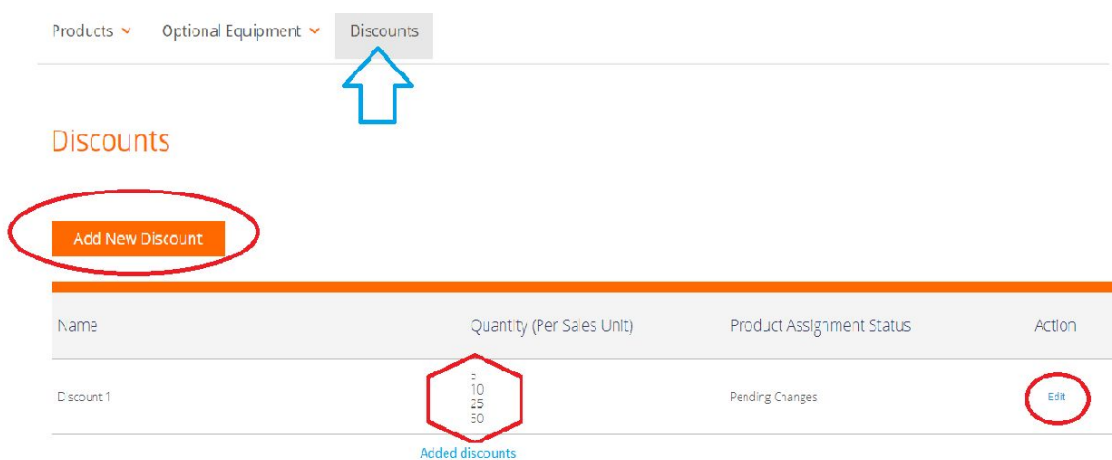 Products Optional Equipment Discounts
Discounts
Add New Discount
Name Quantity (Per Sales Unit) Product Assignment Status Action
Discount 1 Pending Changes Edit
10
25
Added discounts